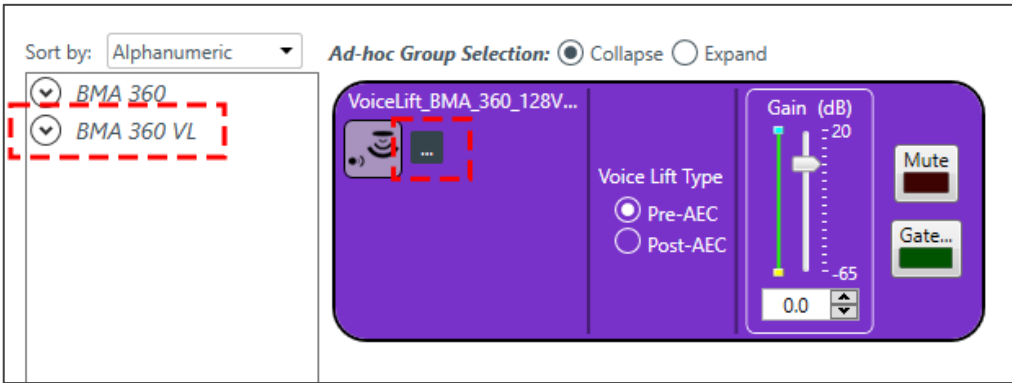 Sort by: Alphanumeric
Ad-hoc Group Selection: Collapse Expand
BMA 360
BMA 360 VL
VoiceLift_BMA_360_128V...
...
Voice Lift Type
Pre-AEC
Post-AEC
Gain (dB)
20
-65
0.0
Mute
Gate...